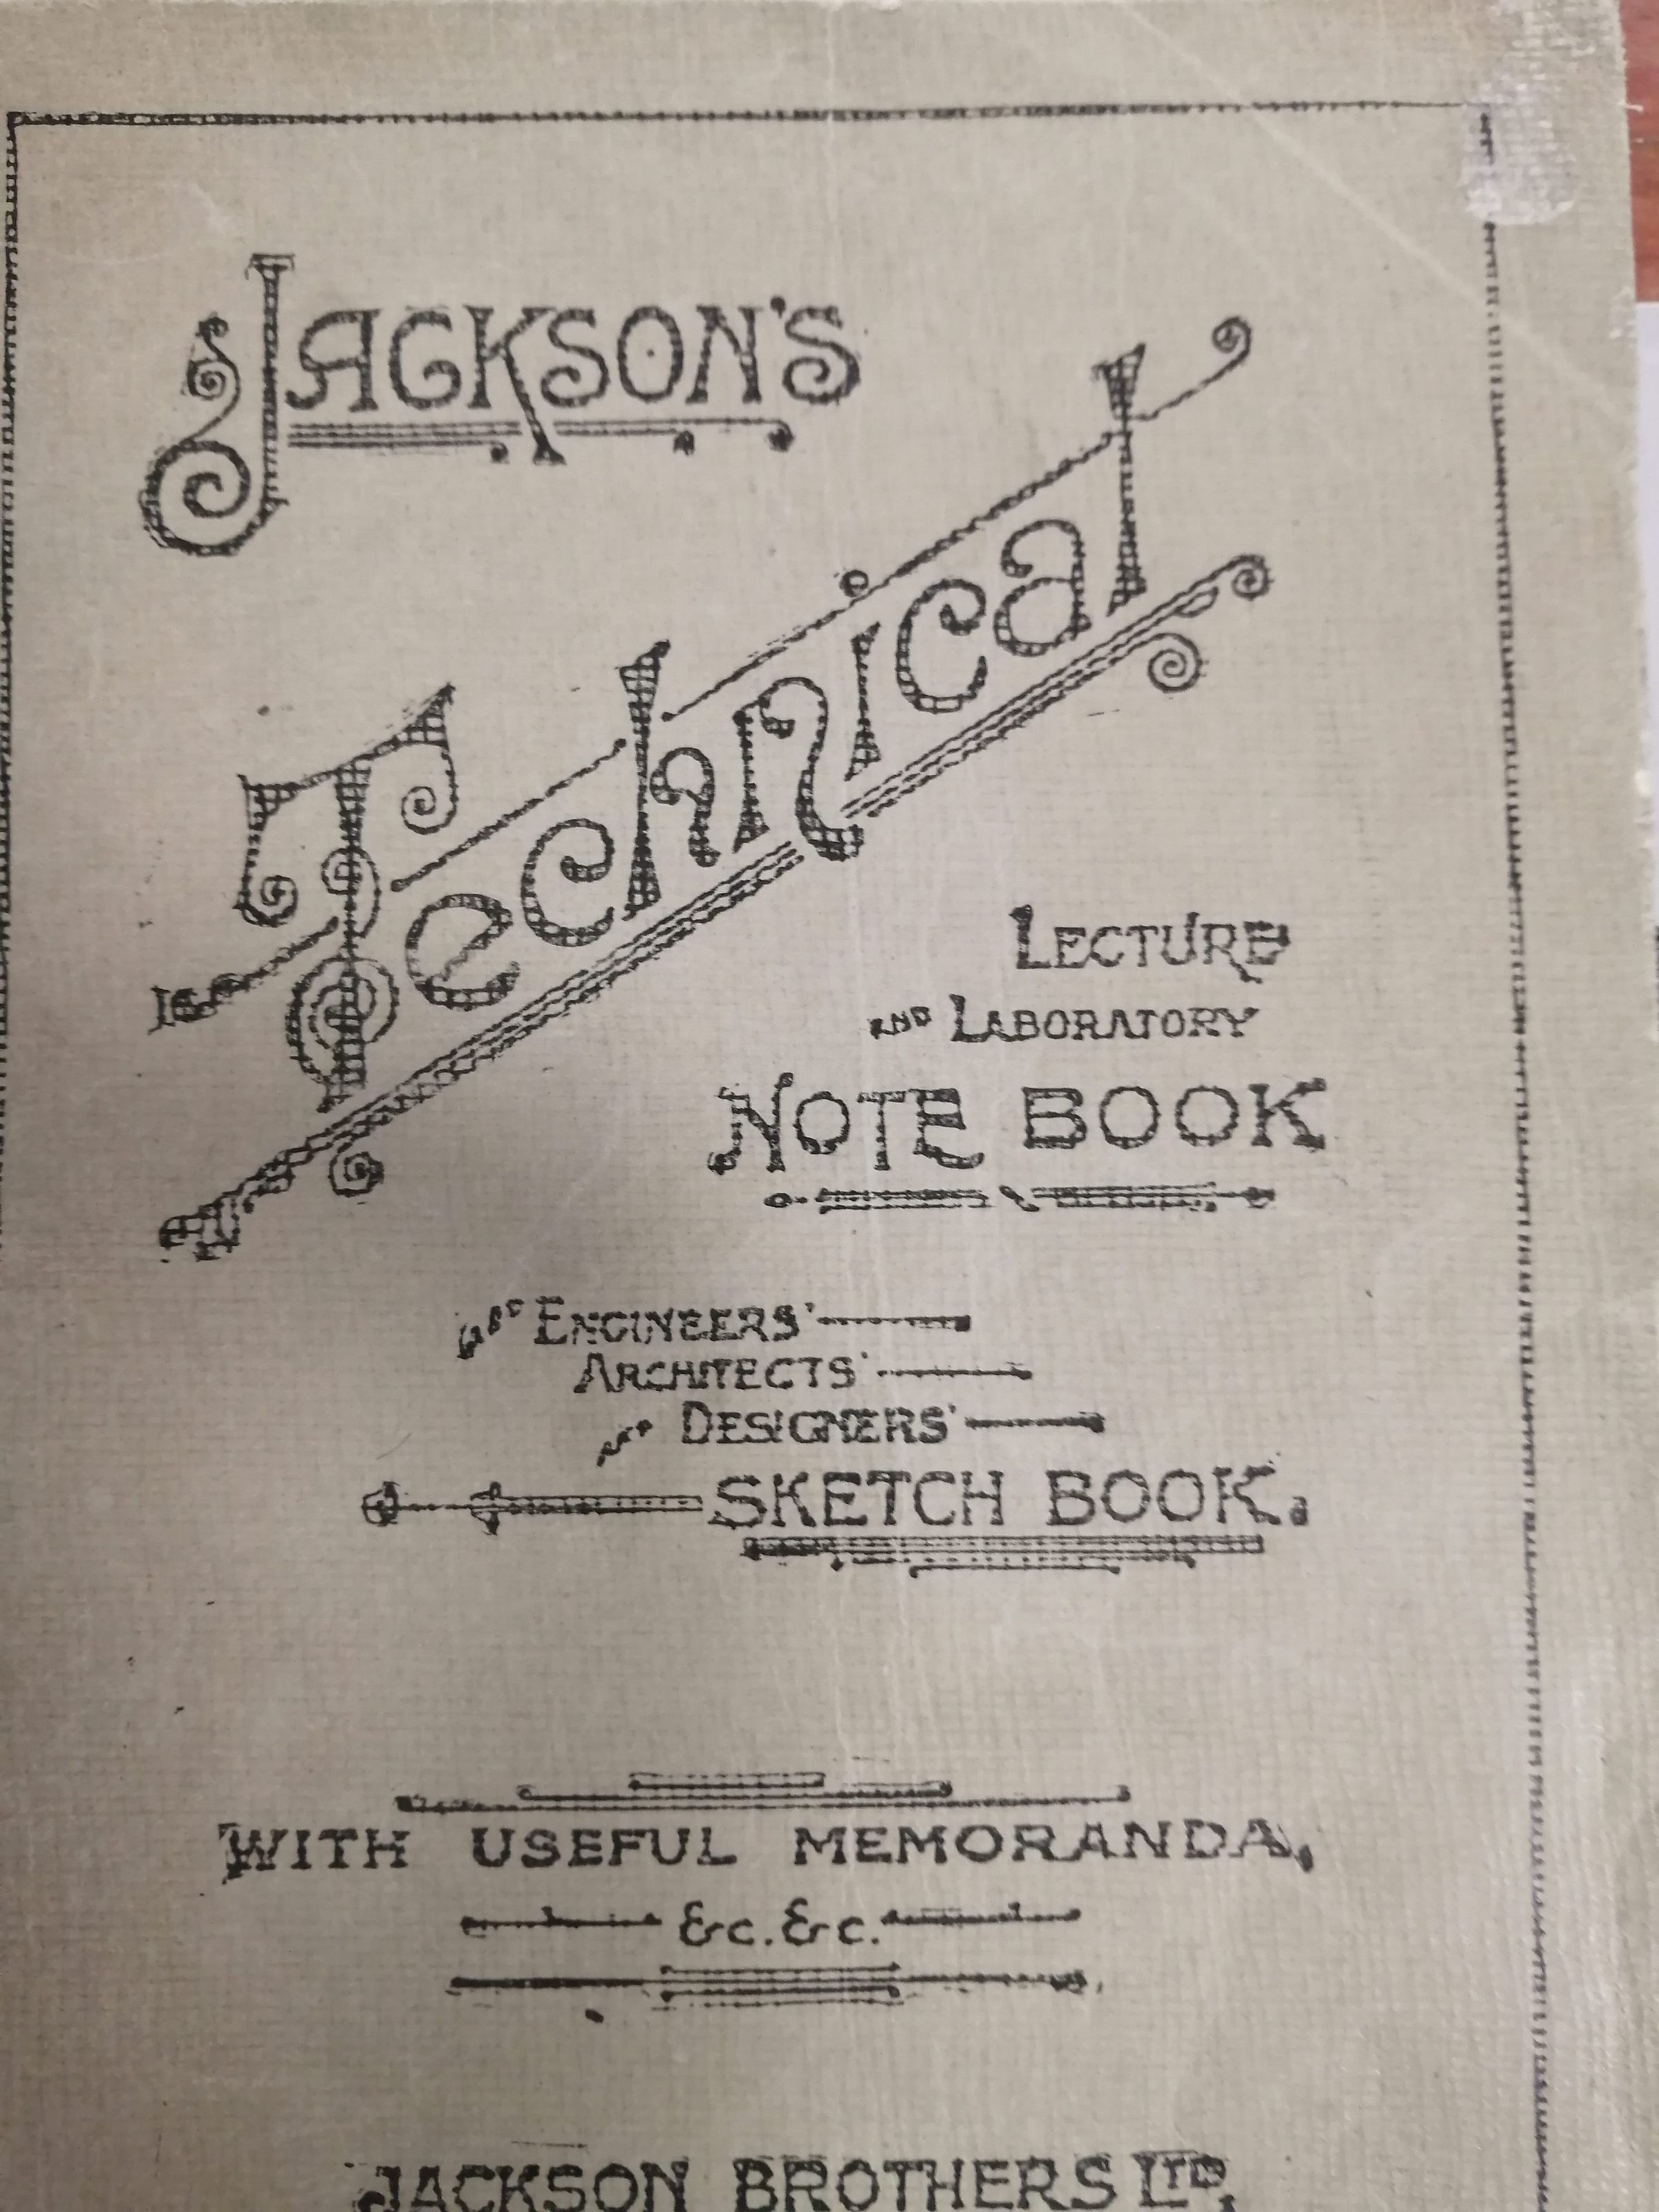 JACKSON'S
Technical
LECTURE
AND LABORATORY
NOTE BOOK
AND ENGINEERS'
ARCHITECTS'
AND DESIGNERS'
SKETCH BOOK.
WITH USEFUL MEMORANDA,
&c. &c.
JACKSON BROTHERS LTD,